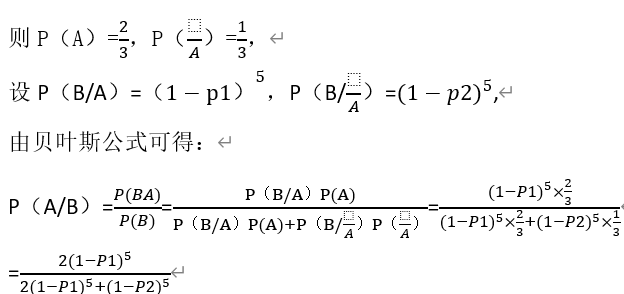 则 P（A）=2/3，P（□/A）=1/3，
设 P（B/A）=（1－p1）^5，P（B/□/A）=(1 − p2)^5,
由贝叶斯公式可得：
P（A/B）=P(BA)/P(B)=P（B/A）P(A)/P（B/A）P(A)+P（B/□/A）P（□/A）=(1−P1)^5×2/3/(1−P1)^5×2/3+(1−P2)^5×1/3
=2(1−P1)^5/2(1−P1)^5+(1−P2)^5